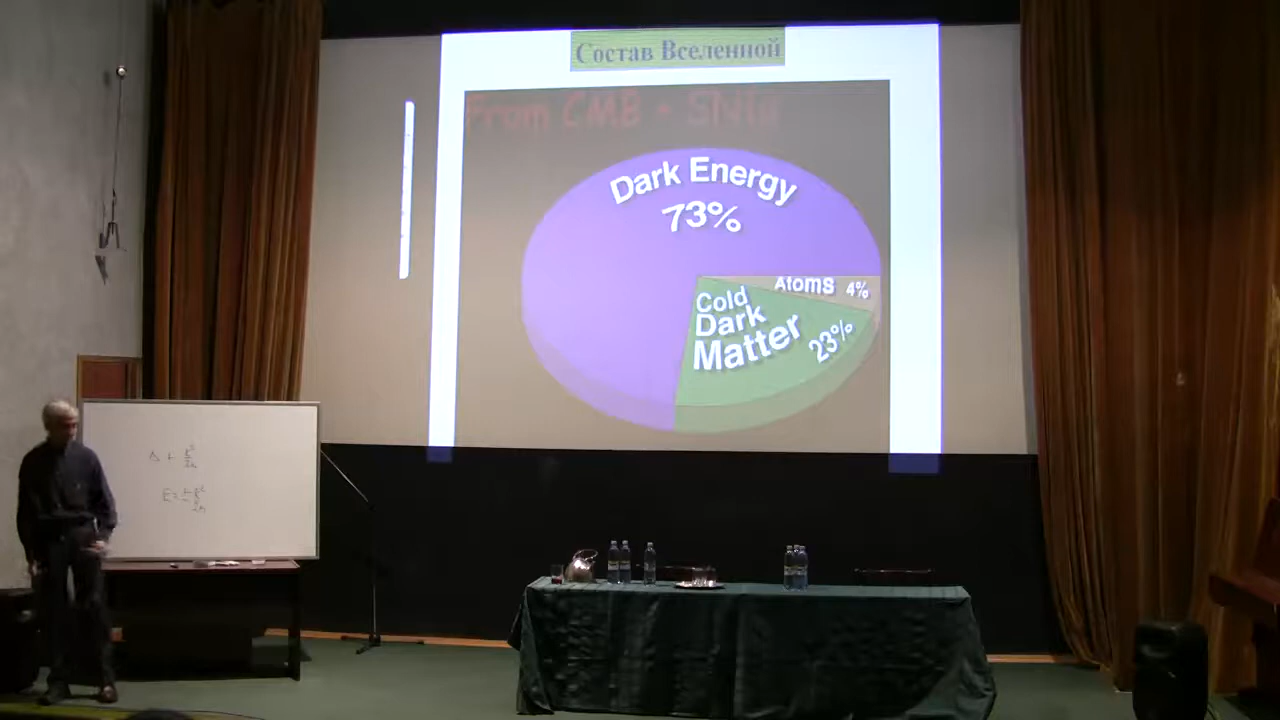 Состав Вселенной
From CMB + SNIa
Dark Energy
73%
Atoms 4%
Cold
Dark
Matter
23%